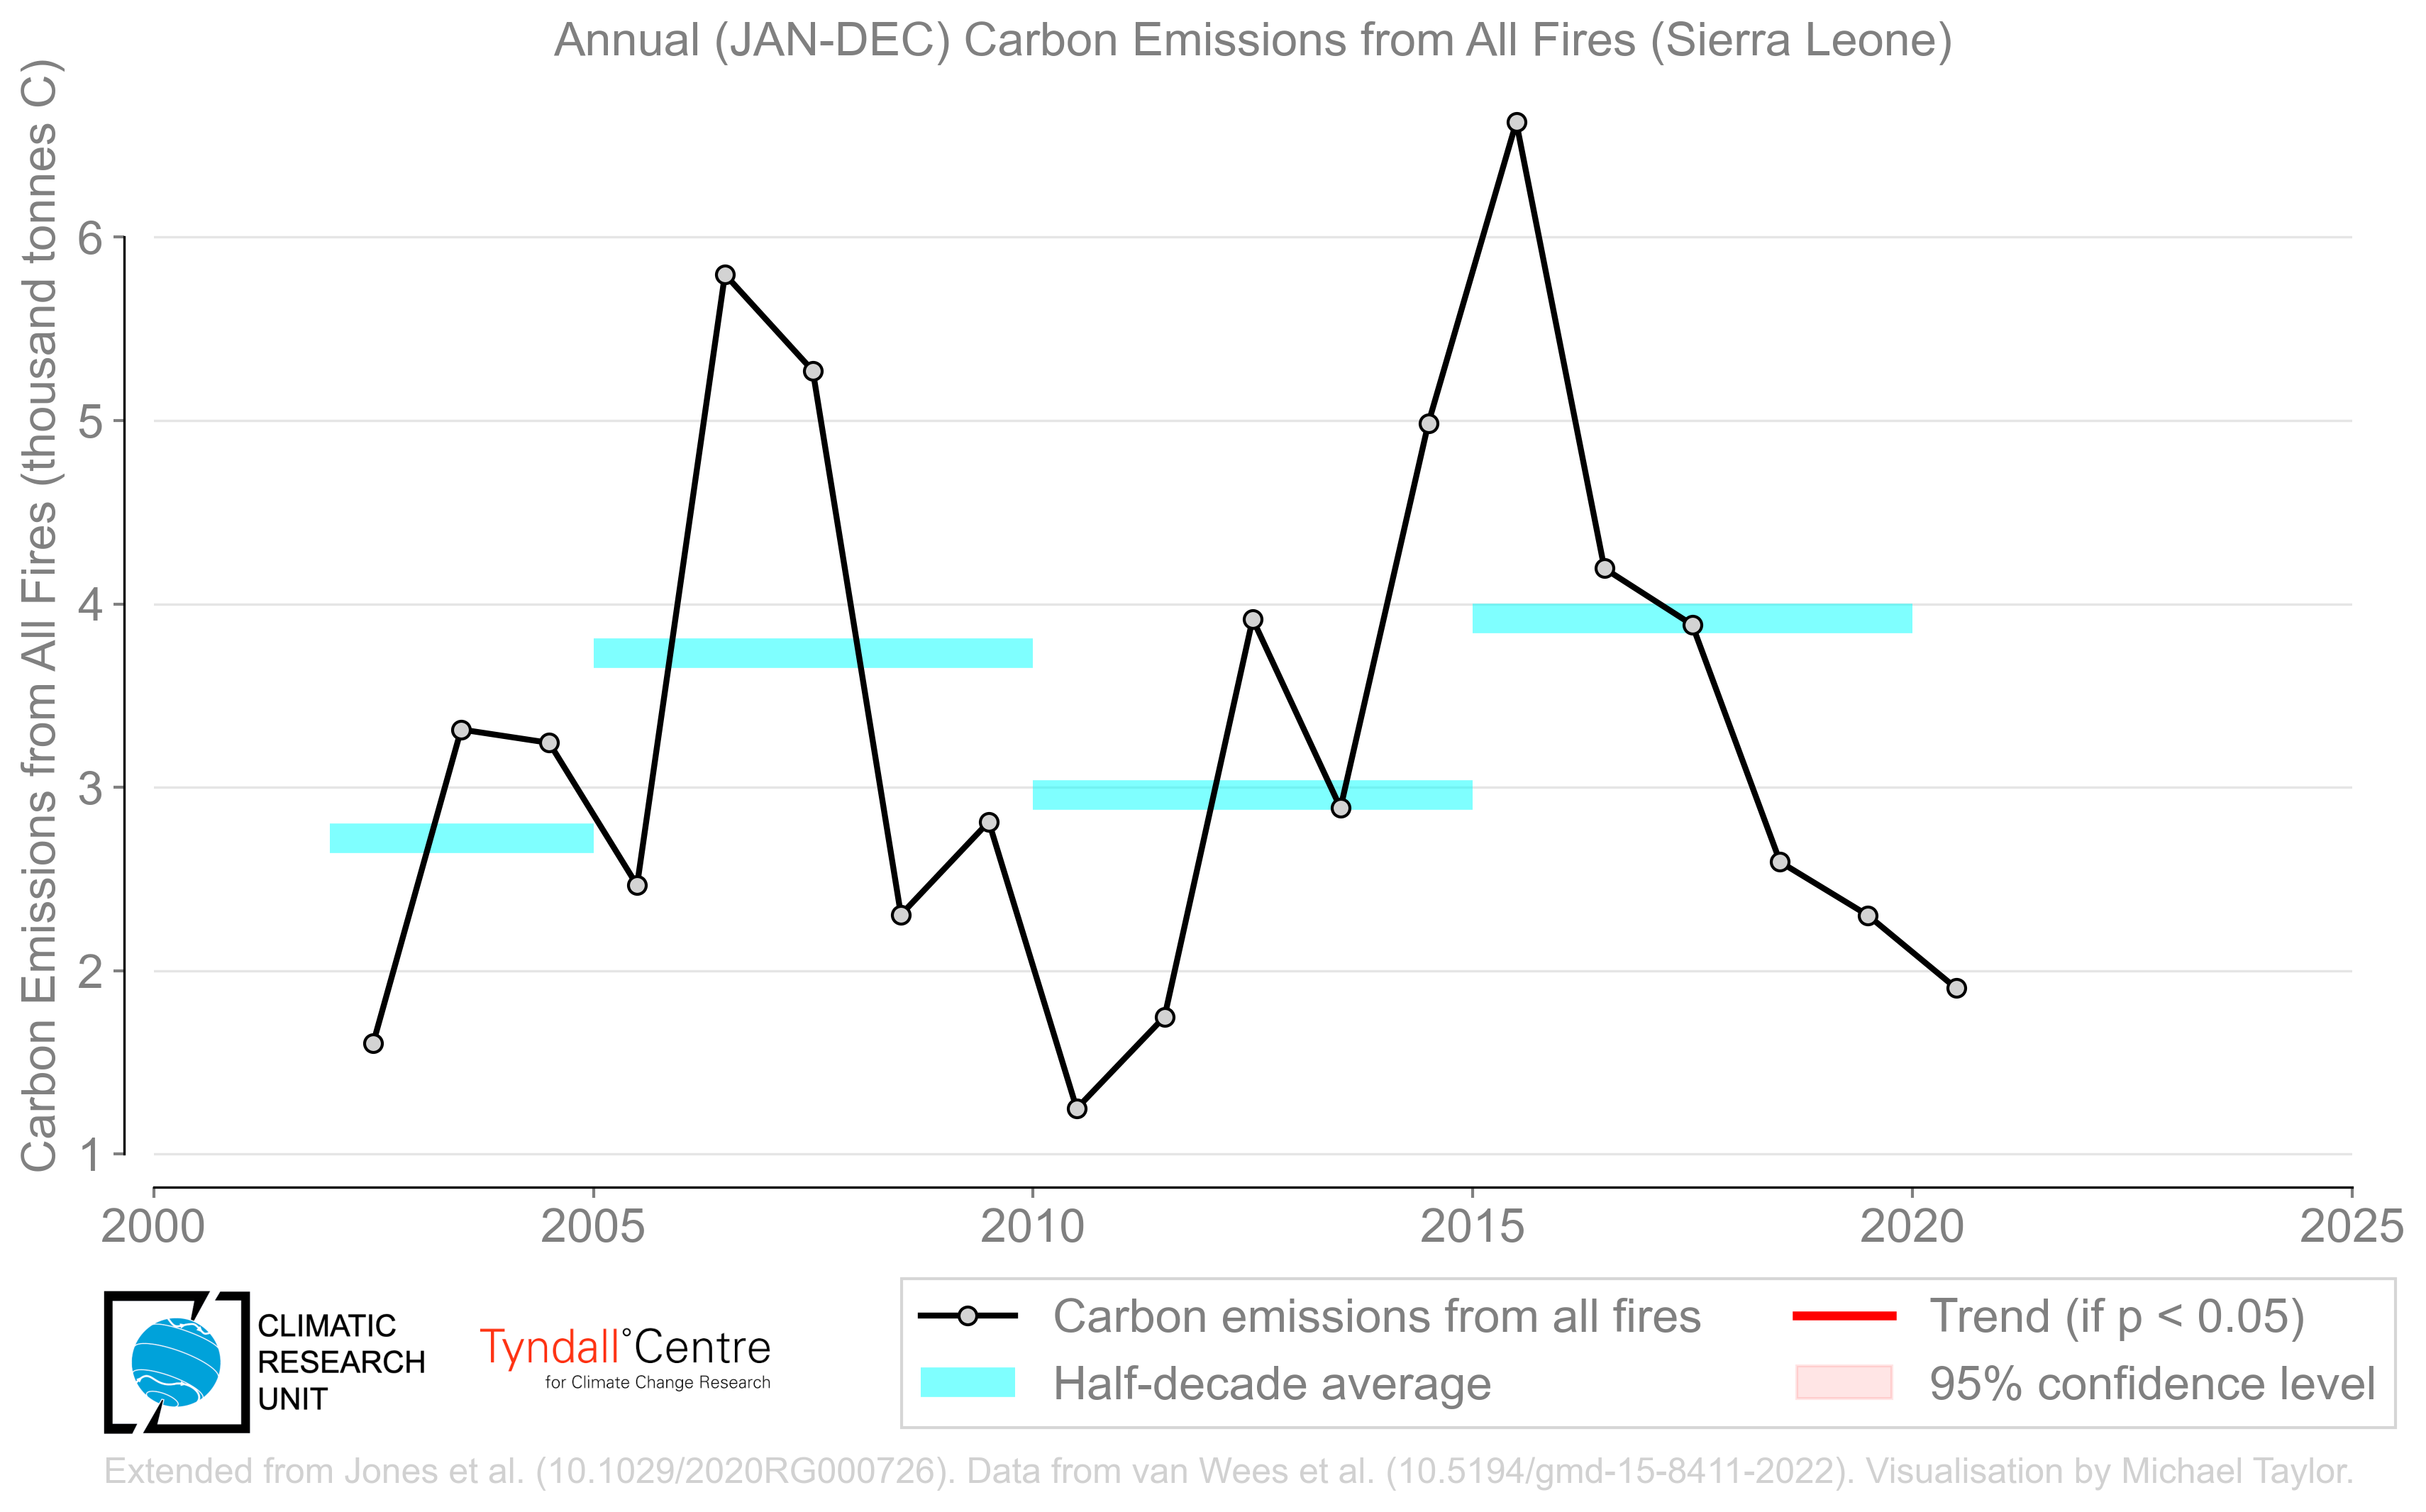 Annual (JAN-DEC) Carbon Emissions from All Fires (Sierra Leone)
Carbon Emissions from All Fires (thousand tonnes C)
6
5
4
3
2
1
2000
2005
2010
2015
2020
2025
CLIMATIC
RESEARCH
UNIT
Tyndall°Centre
for Climate Change Research
Carbon emissions from all fires
Half-decade average
Trend (if p < 0.05)
95% confidence level
Extended from Jones et al. (10.1029/2020RG000726). Data from van Wees et al. (10.5194/gmd-15-8411-2022). Visualisation by Michael Taylor.